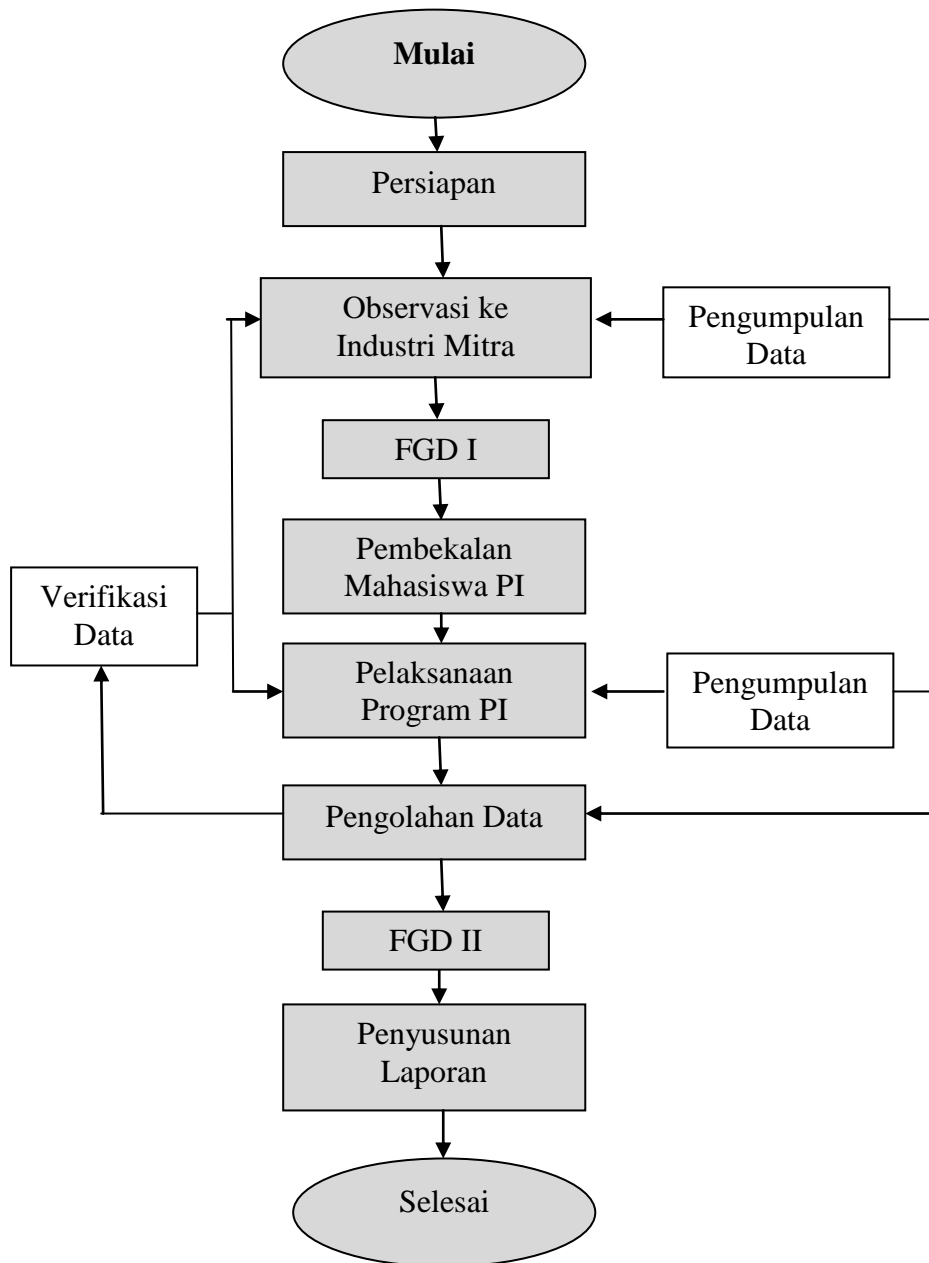 Mulai
Persiapan
Observasi ke
Industri Mitra
Pengumpulan
Data
FGD I
Pembekalan
Mahasiswa PI
Verifikasi
Data
Pelaksanaan
Program PI
Pengumpulan
Data
Pengolahan Data
FGD II
Penyusunan
Laporan
Selesai